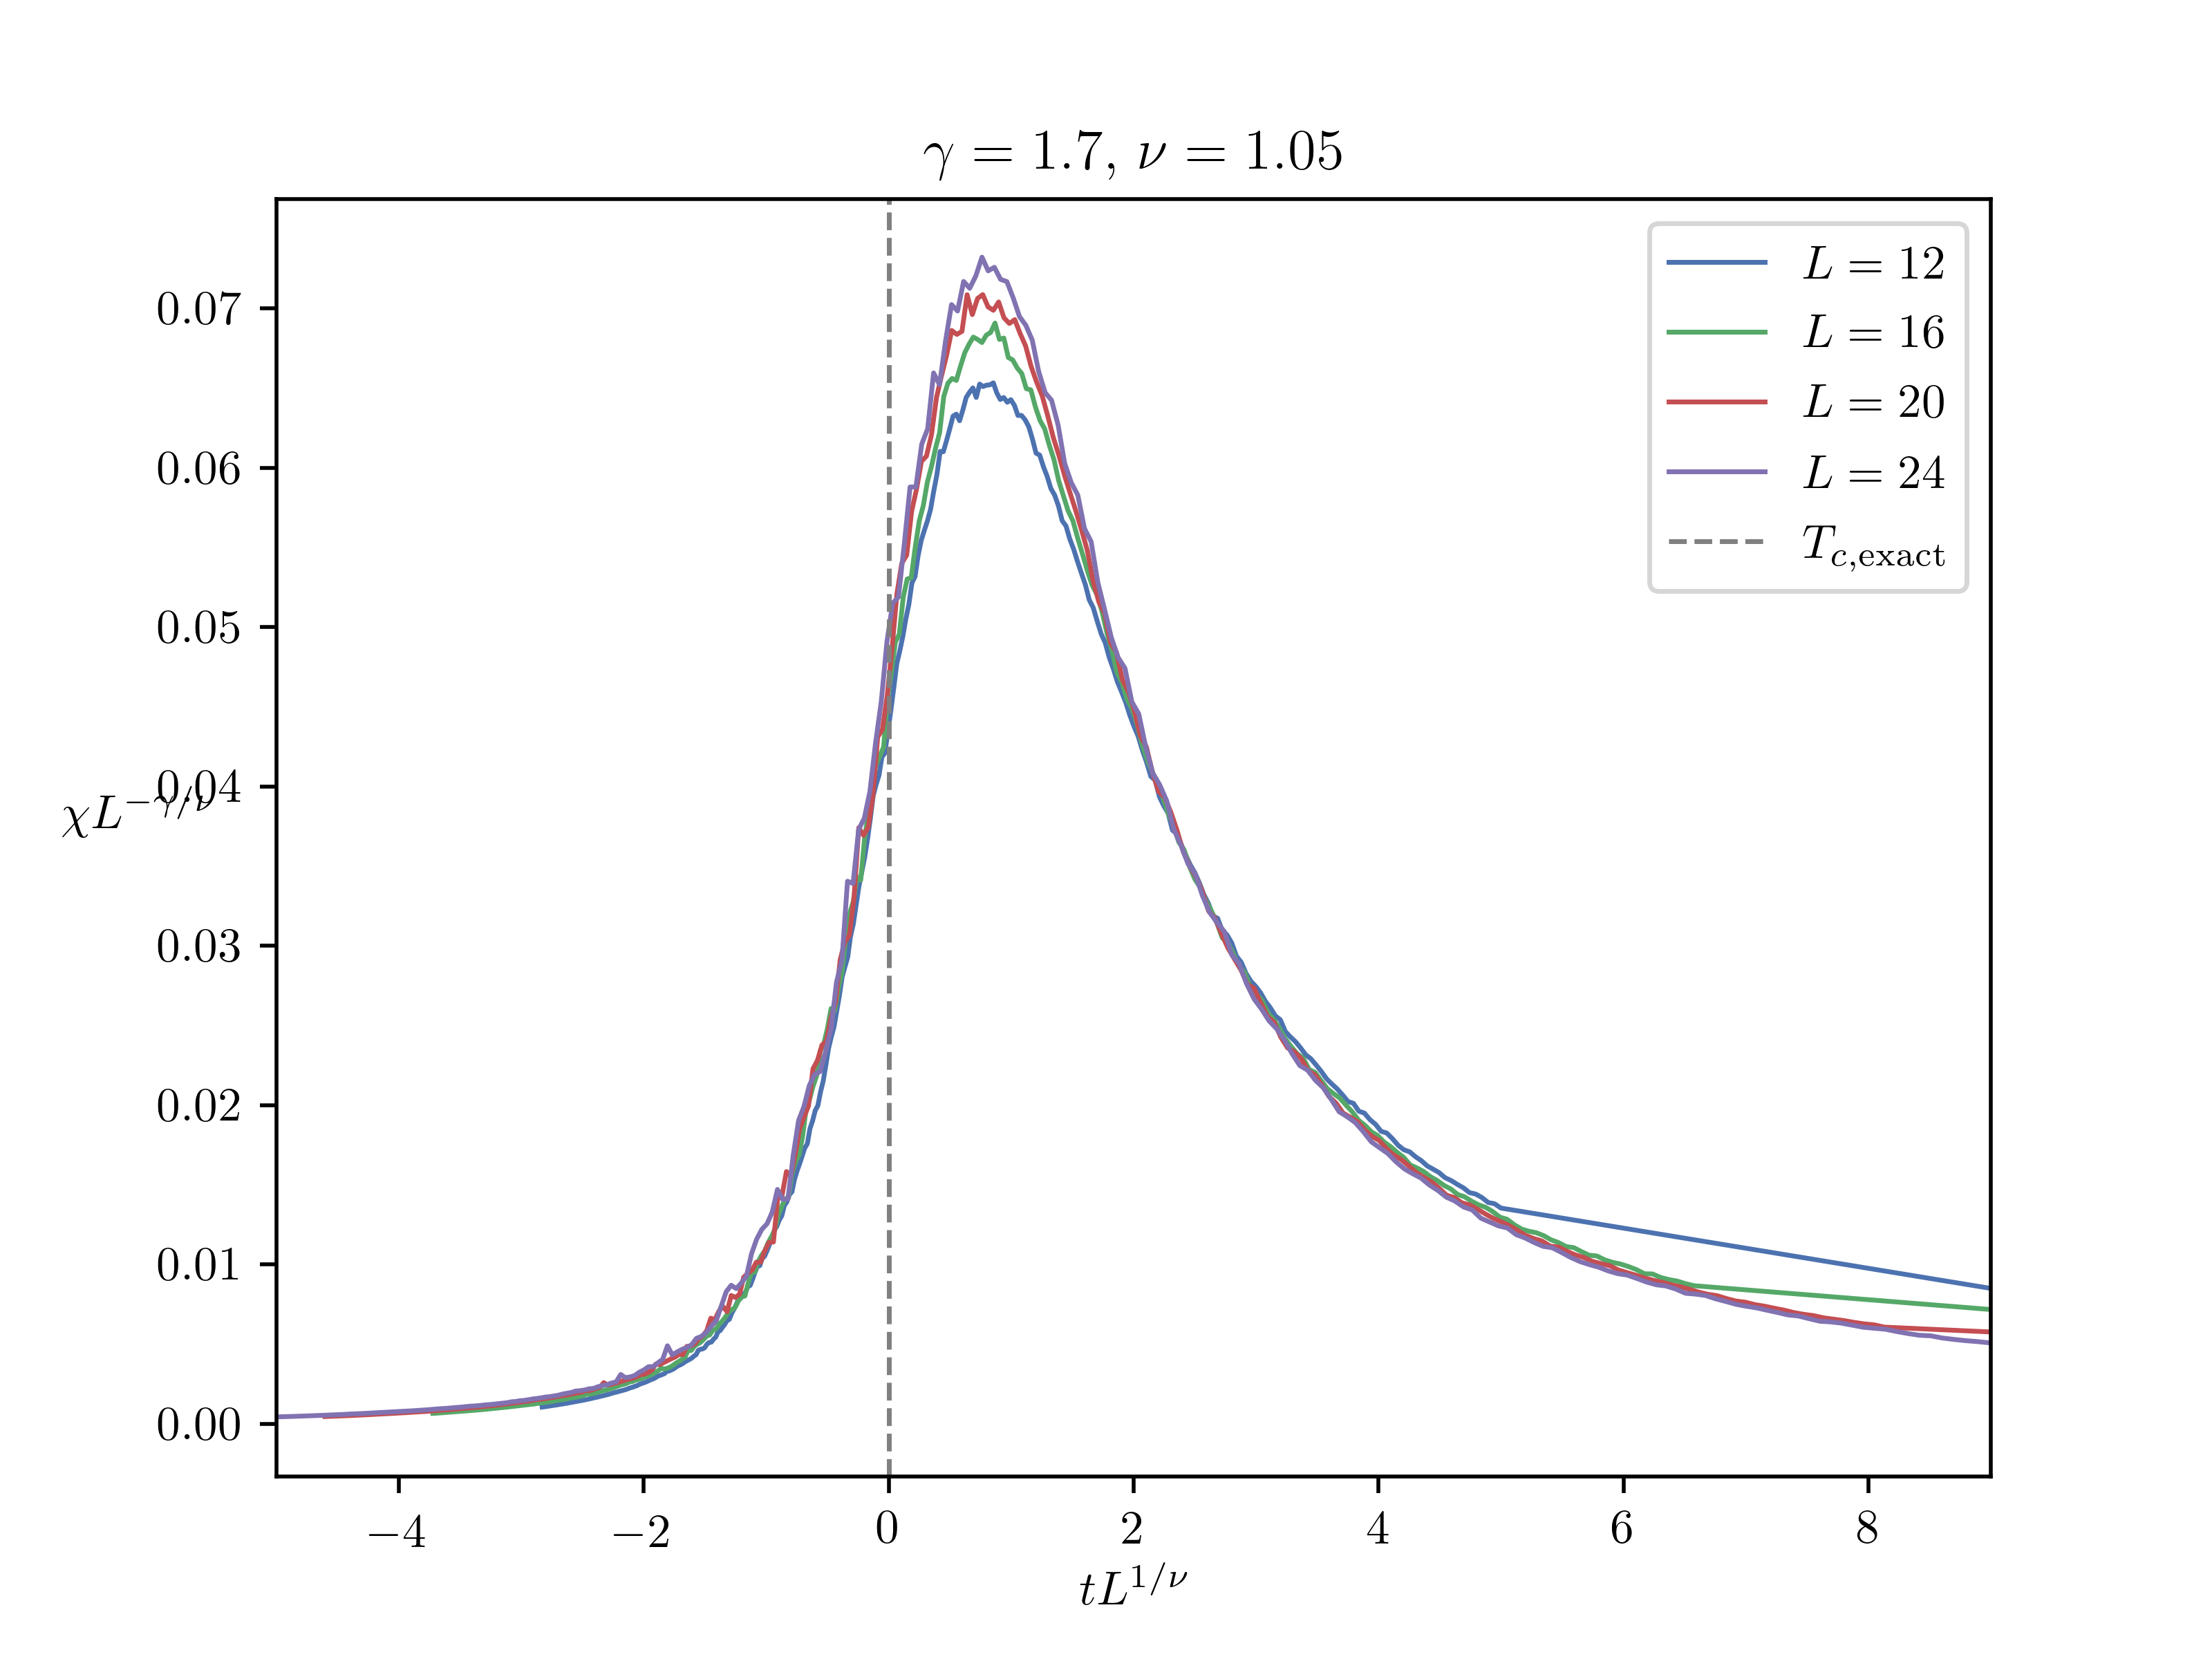 γ = 1.7, ν = 1.05
L = 12
L = 16
L = 20
L = 24
T_{c,exact}
0.07
0.06
0.05
0.04
χL^{−γ/ν}
0.03
0.02
0.01
0.00
−4 −2 0 2 4 6 8
tL^{1/ν}